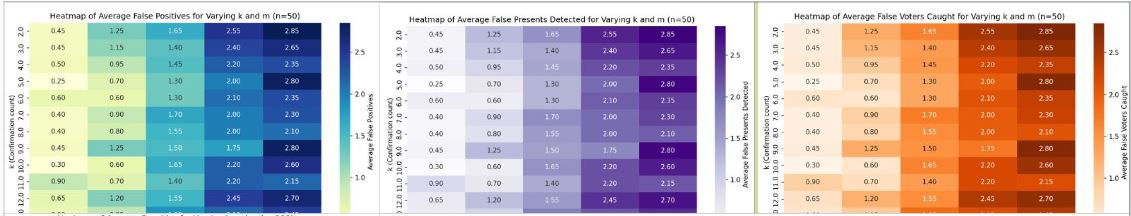 Heatmap of Average False Positives for Varying k and m (n=50)
k (Confirmation count)
2.0 0.45 1.25 1.65 2.55 2.85
3.0 0.45 1.15 1.40 2.40 2.65
4.0 0.50 0.95 1.45 2.20 2.35
5.0 0.25 0.70 1.30 2.00 2.80
6.0 0.60 0.60 1.30 2.10 2.35
7.0 0.40 0.90 1.70 2.00 2.30
8.0 0.40 0.80 1.55 2.00 2.10
9.0 0.45 1.25 1.50 1.75 2.80
10.0 0.30 0.60 1.65 2.20 2.60
11.0 0.90 0.70 1.40 2.20 2.15
12.0 0.65 1.20 1.55 2.45 2.70
2.5
2.0
1.5
1.0
Average False Positives
Heatmap of Average False Presents Detected for Varying k and m (n=50)
k (Confirmation count)
2.0 0.45 1.25 1.65 2.55 2.85
3.0 0.45 1.15 1.40 2.40 2.65
4.0 0.50 0.95 1.45 2.20 2.35
5.0 0.25 0.70 1.30 2.00 2.80
6.0 0.60 0.60 1.30 2.10 2.35
7.0 0.40 0.90 1.70 2.00 2.30
8.0 0.40 0.80 1.55 2.00 2.10
9.0 0.45 1.25 1.50 1.75 2.80
10.0 0.30 0.60 1.65 2.20 2.60
11.0 0.90 0.70 1.40 2.20 2.15
12.0 0.65 1.20 1.55 2.45 2.70
2.5
2.0
1.5
1.0
Average False Presents Detected
Heatmap of Average False Voters Caught for Varying k and m (n=50)
k (Confirmation count)
2.0 0.45 1.25 1.65 2.55 2.85
3.0 0.45 1.15 1.40 2.40 2.65
4.0 0.50 0.95 1.45 2.20 2.35
5.0 0.25 0.70 1.30 2.00 2.80
6.0 0.60 0.60 1.30 2.10 2.35
7.0 0.40 0.90 1.70 2.00 2.30
8.0 0.40 0.80 1.55 2.00 2.10
9.0 0.45 1.25 1.50 1.75 2.80
10.0 0.30 0.60 1.65 2.20 2.60
11.0 0.90 0.70 1.40 2.20 2.15
12.0 0.65 1.20 1.55 2.45 2.70
2.5
2.0
1.5
1.0
Average False Voters Caught